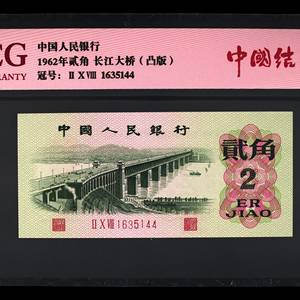 EG
RRANTY
中国人民银行
1962年贰角 长江大桥(凸版)
冠号: II X VIII 1635144
中國结
中國人民銀行
貳角
2
ER
JIAO
II X VIII 1635144